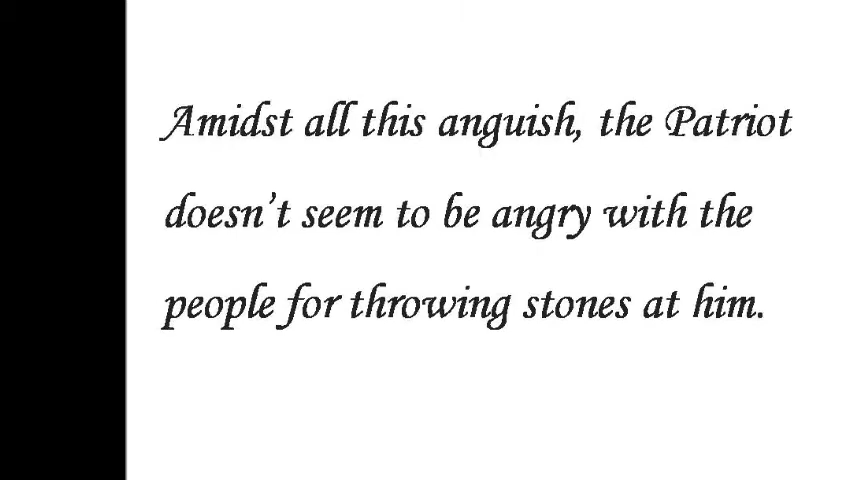 Amidst all this anguish, the Patriot
doesn’t seem to be angry with the
people for throwing stones at him.